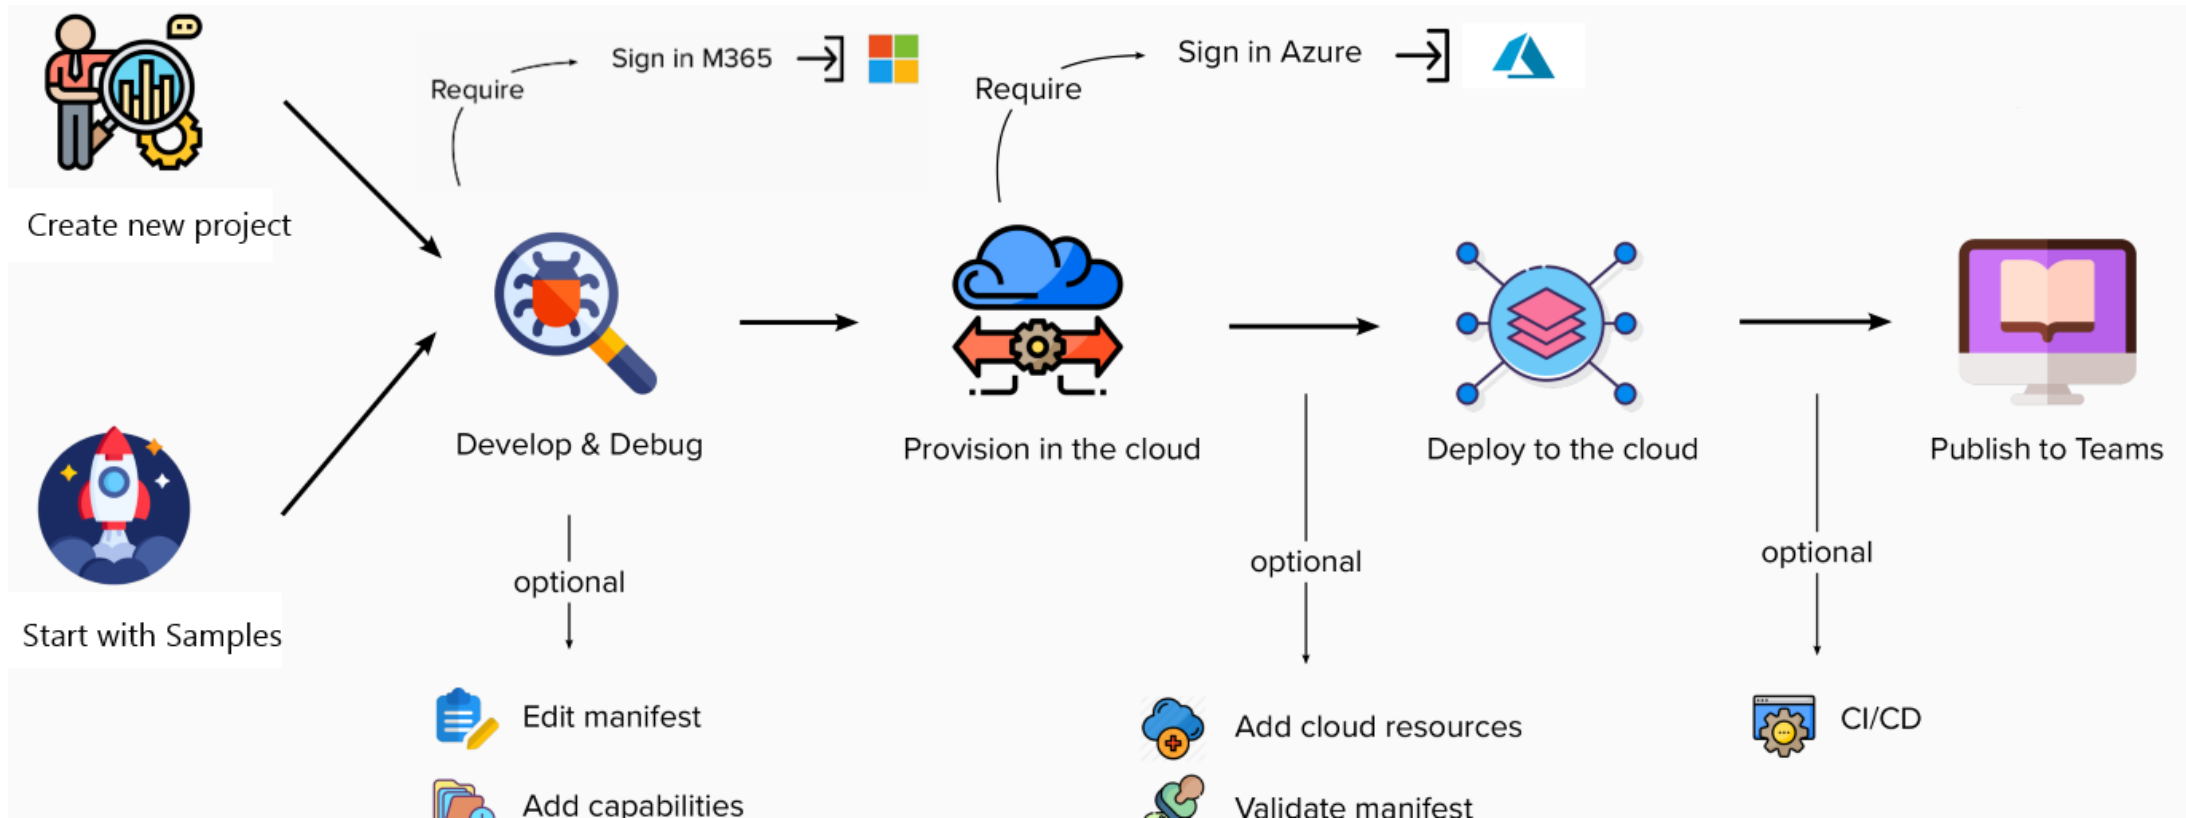 Sign in M365
Require
Sign in Azure
Require
Create new project
Develop & Debug
Provision in the cloud
Deploy to the cloud
Publish to Teams
Start with Samples
optional
optional
optional
Edit manifest
Add capabilities
Add cloud resources
Validate manifest
CI/CD